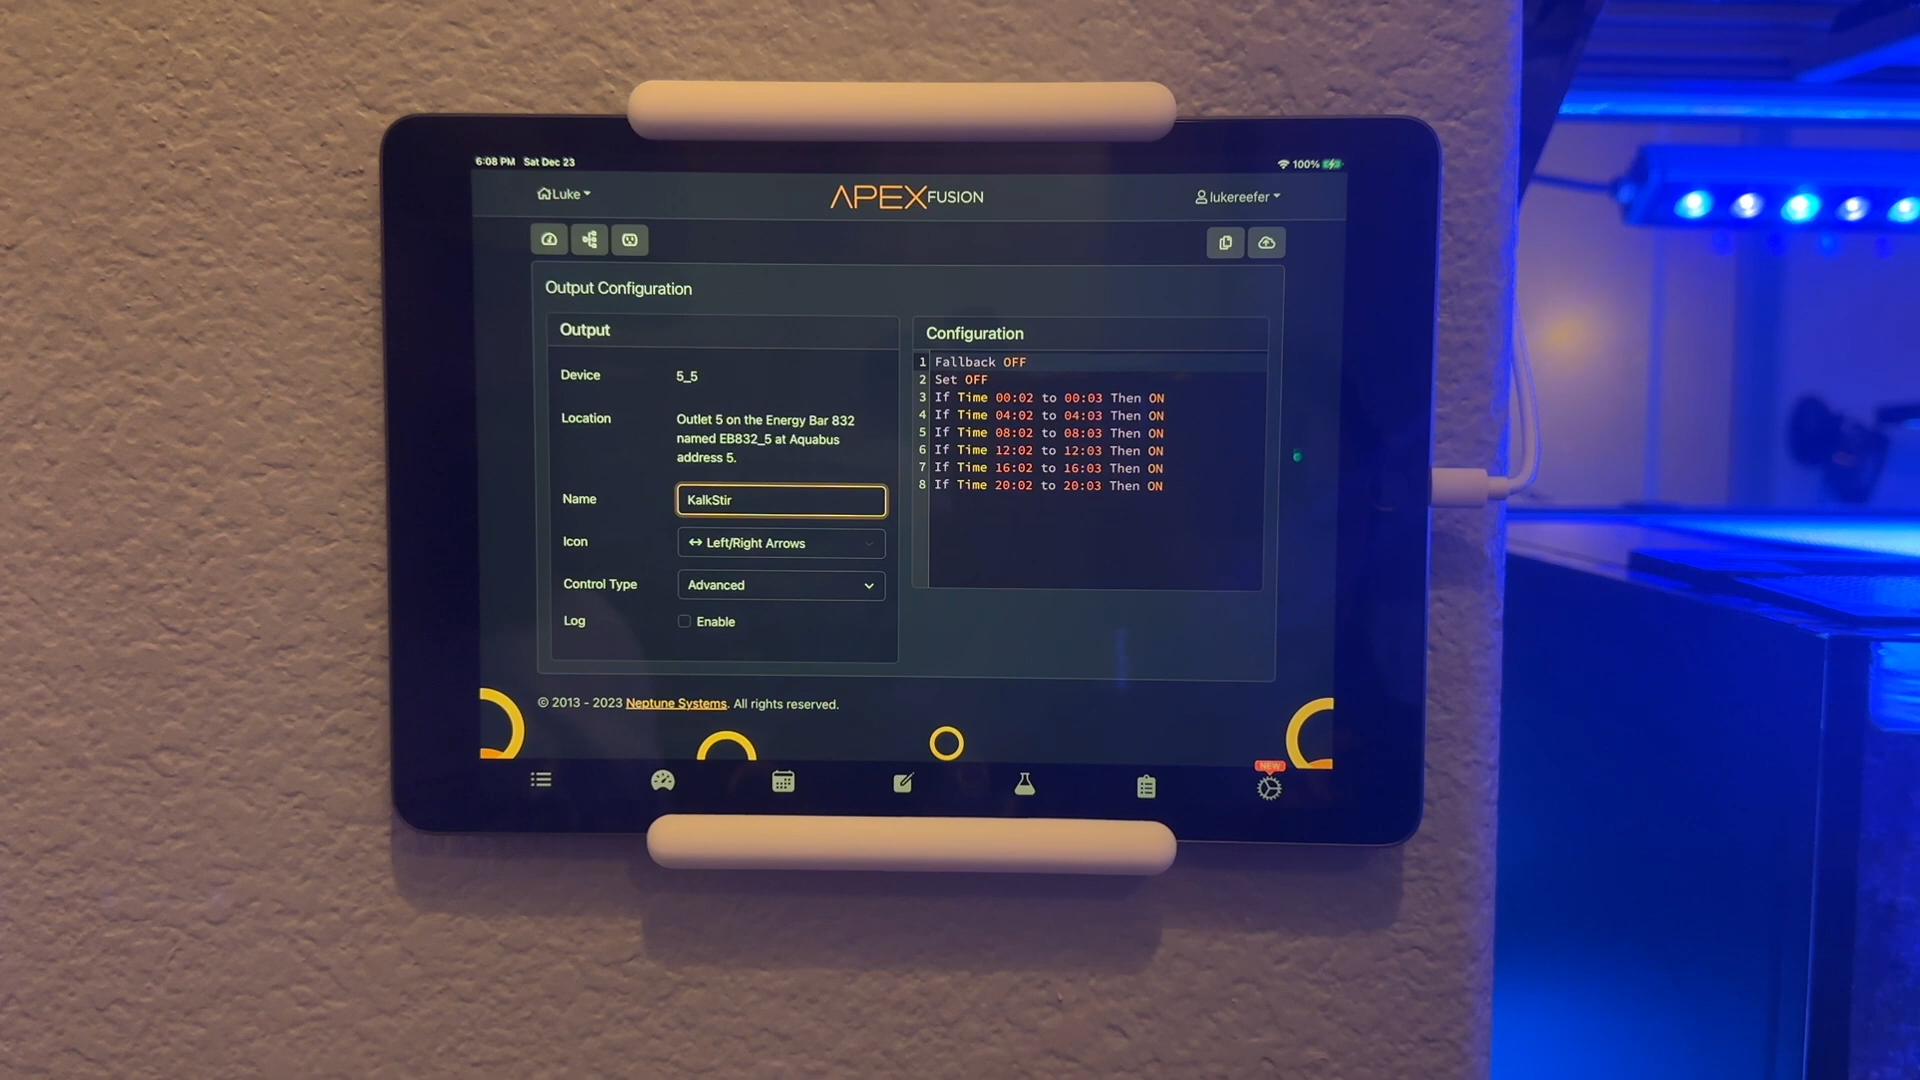 6:08 PM Sat Dec 23
100%
Luke
APEX FUSION
lukereefer
Output Configuration
Output
Device
5_5
Location
Outlet 5 on the Energy Bar 832
named EB832_5 at Aquabus
address 5.
Name
KalkStir
Icon
Left/Right Arrows
Control Type
Advanced
Log
Enable
Configuration
1 Fallback OFF
2 Set OFF
3 If Time 00:02 to 00:03 Then ON
4 If Time 04:02 to 04:03 Then ON
5 If Time 08:02 to 08:03 Then ON
6 If Time 12:02 to 12:03 Then ON
7 If Time 16:02 to 16:03 Then ON
8 If Time 20:02 to 20:03 Then ON
© 2013 - 2023 Neptune Systems. All rights reserved.
NEW